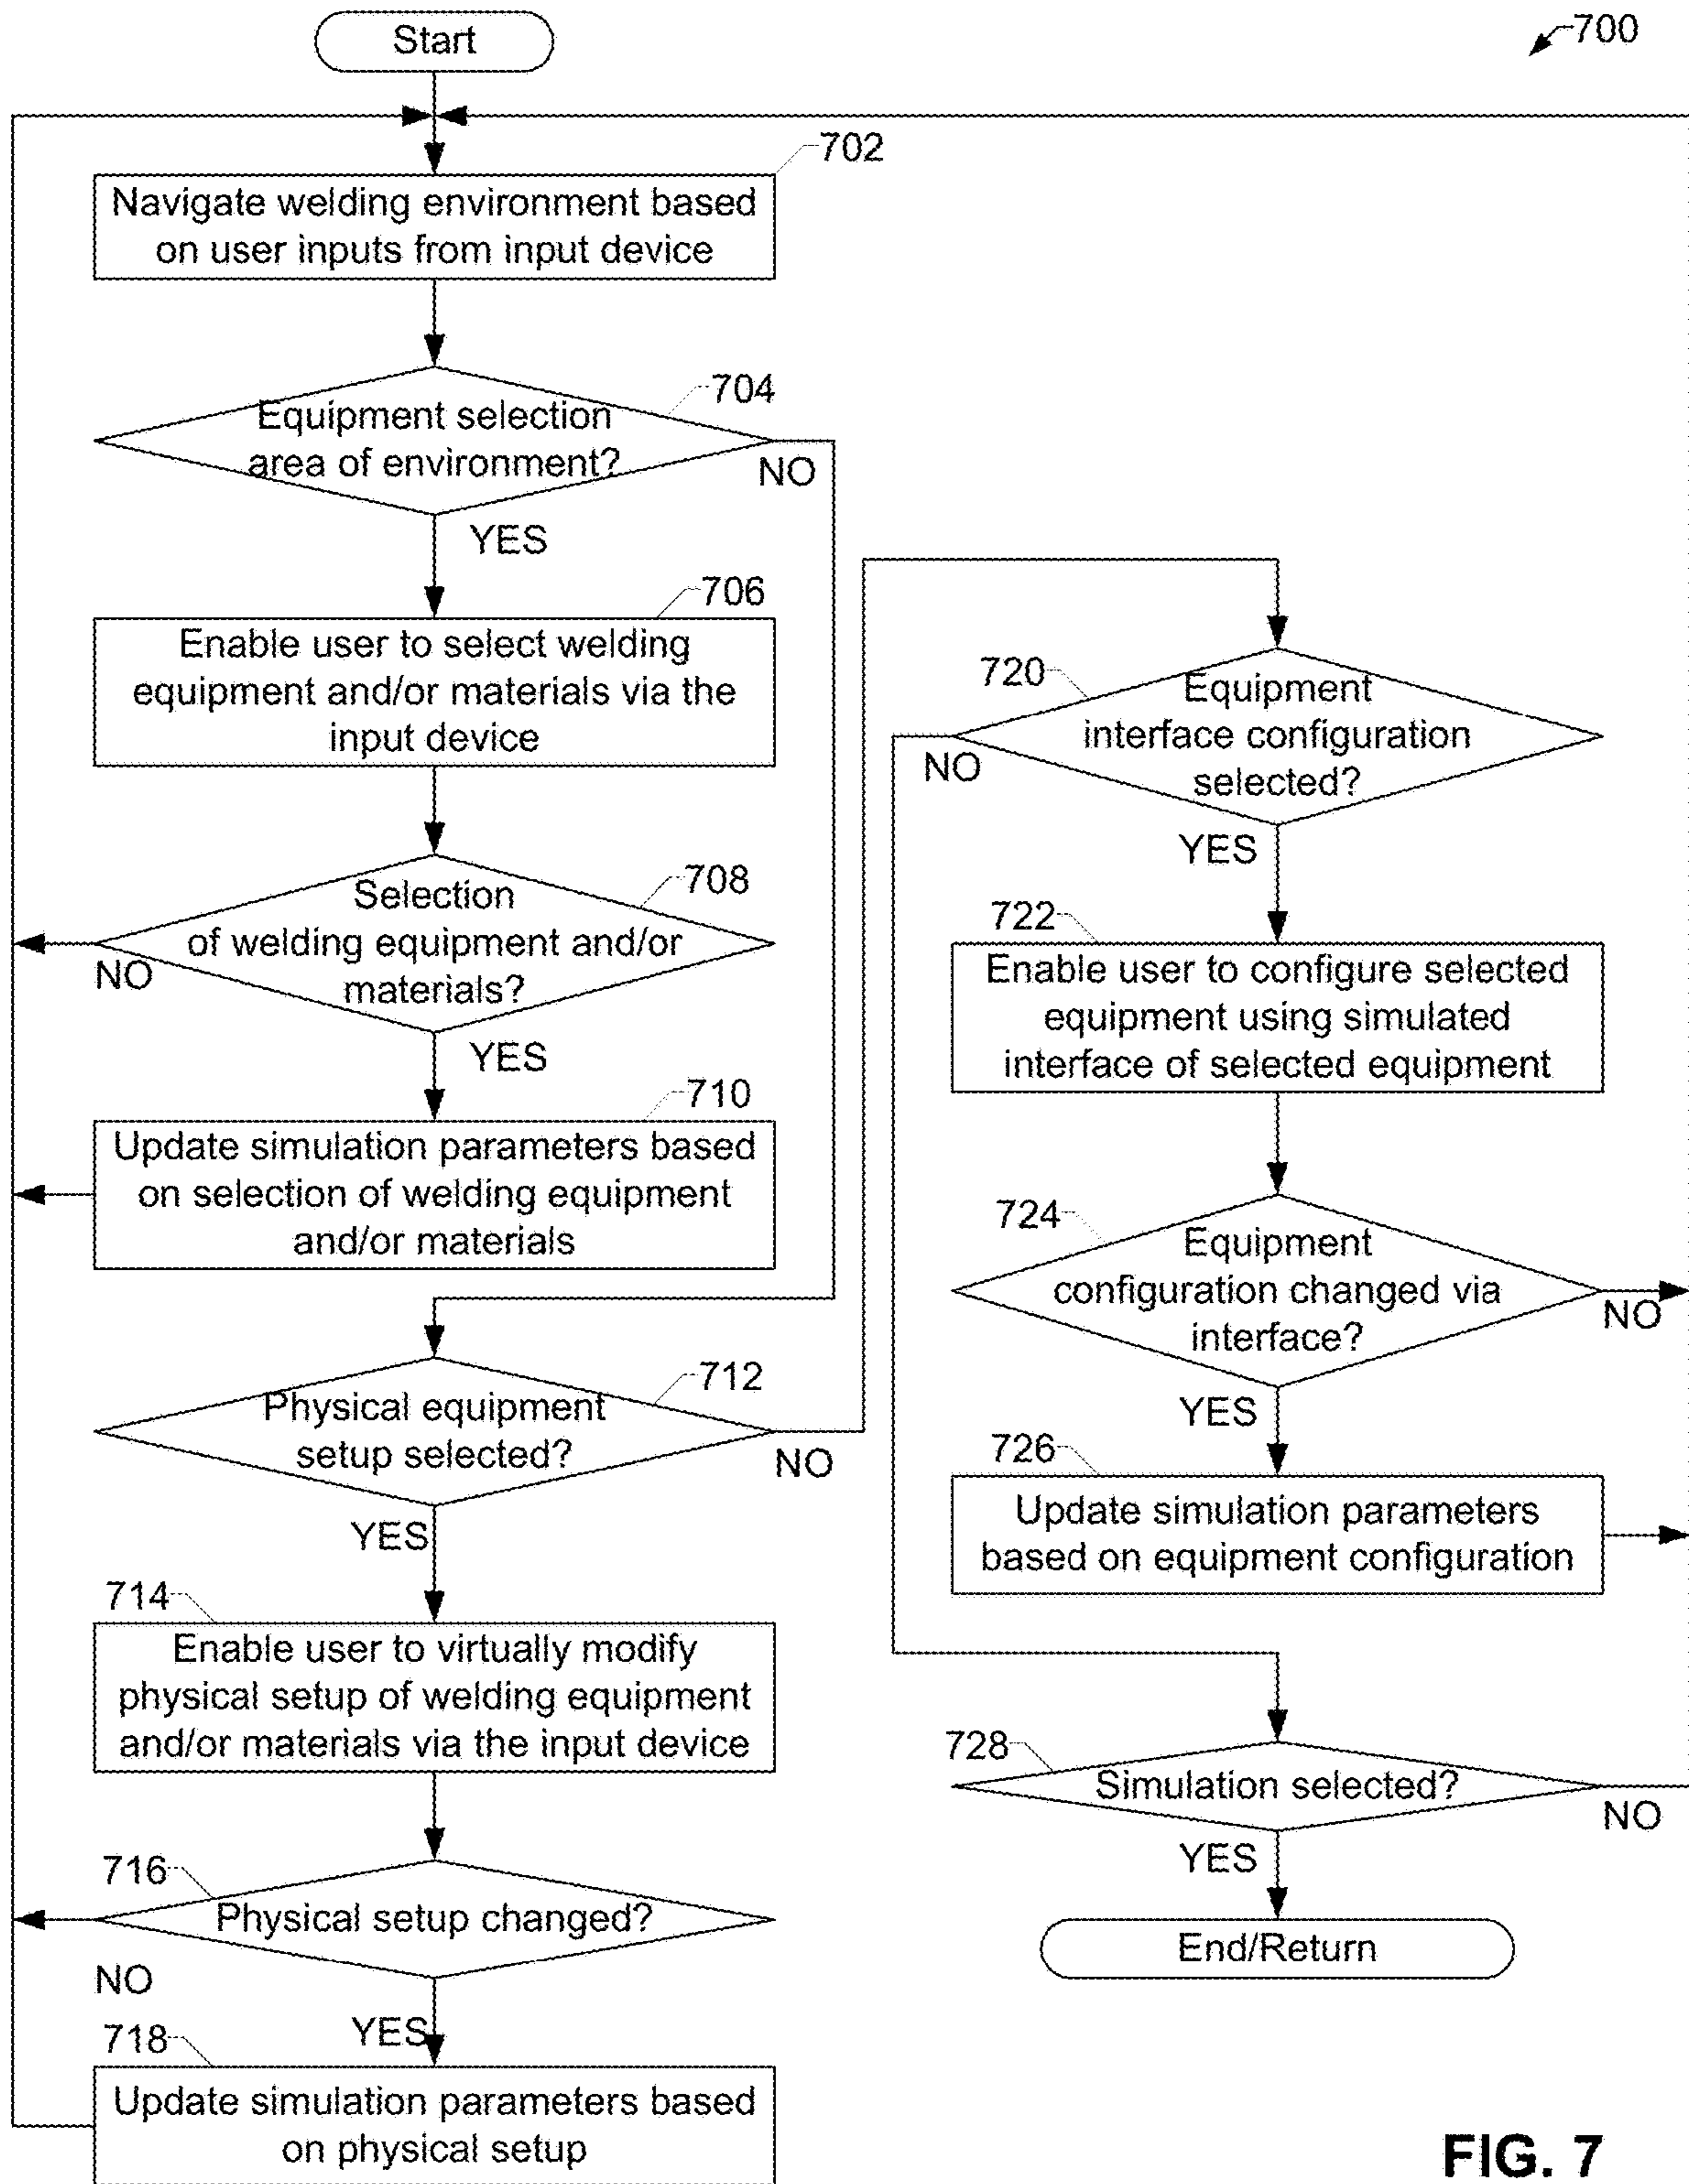 Start
700
702
Navigate welding environment based
on user inputs from input device
704
Equipment selection
area of environment?
NO
YES
706
Enable user to select welding
equipment and/or materials via the
input device
708
Selection
of welding equipment and/or
materials?
NO
YES
710
Update simulation parameters based
on selection of welding equipment
and/or materials
712
Physical equipment
setup selected?
NO
YES
714
Enable user to virtually modify
physical setup of welding equipment
and/or materials via the input device
716
Physical setup changed?
NO
YES
718
Update simulation parameters based
on physical setup
720
Equipment
interface configuration
selected?
NO
YES
722
Enable user to configure selected
equipment using simulated
interface of selected equipment
724
Equipment
configuration changed via
interface?
NO
YES
726
Update simulation parameters
based on equipment configuration
728
Simulation selected?
NO
YES
End/Return
FIG. 7